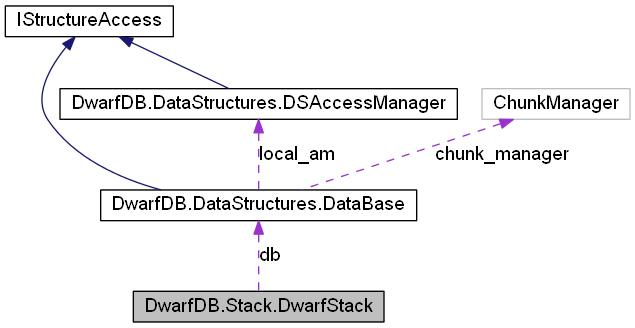 IStructureAccess
DwarfDB.DataStructures.DSAccessManager
ChunkManager
local_am
chunk_manager
DwarfDB.DataStructures.DataBase
db
DwarfDB.Stack.DwarfStack